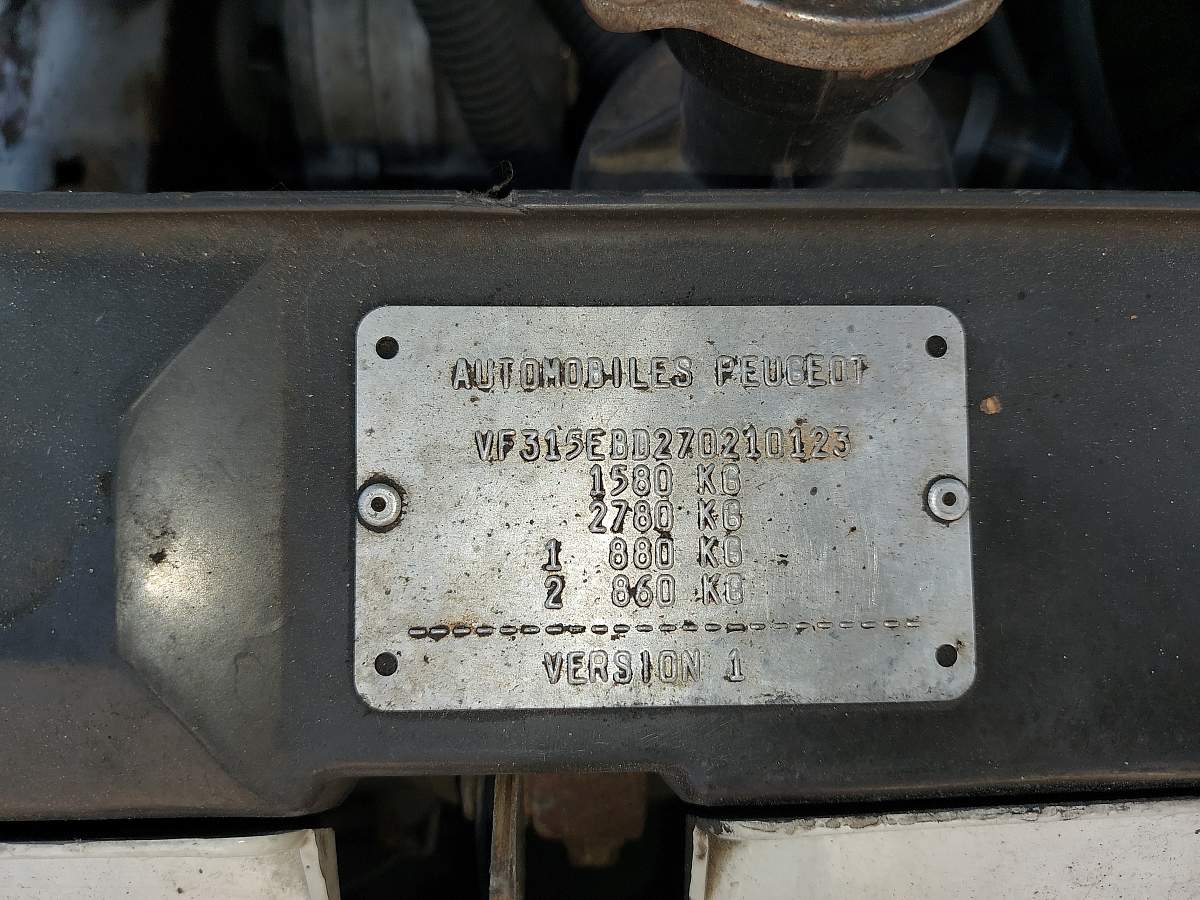 AUTOMOBILES PEUGEOT
VF315EBD270210123
1580 KG
2780 KG
1 880 KG
2 860 KG
--------------------
VERSION 1